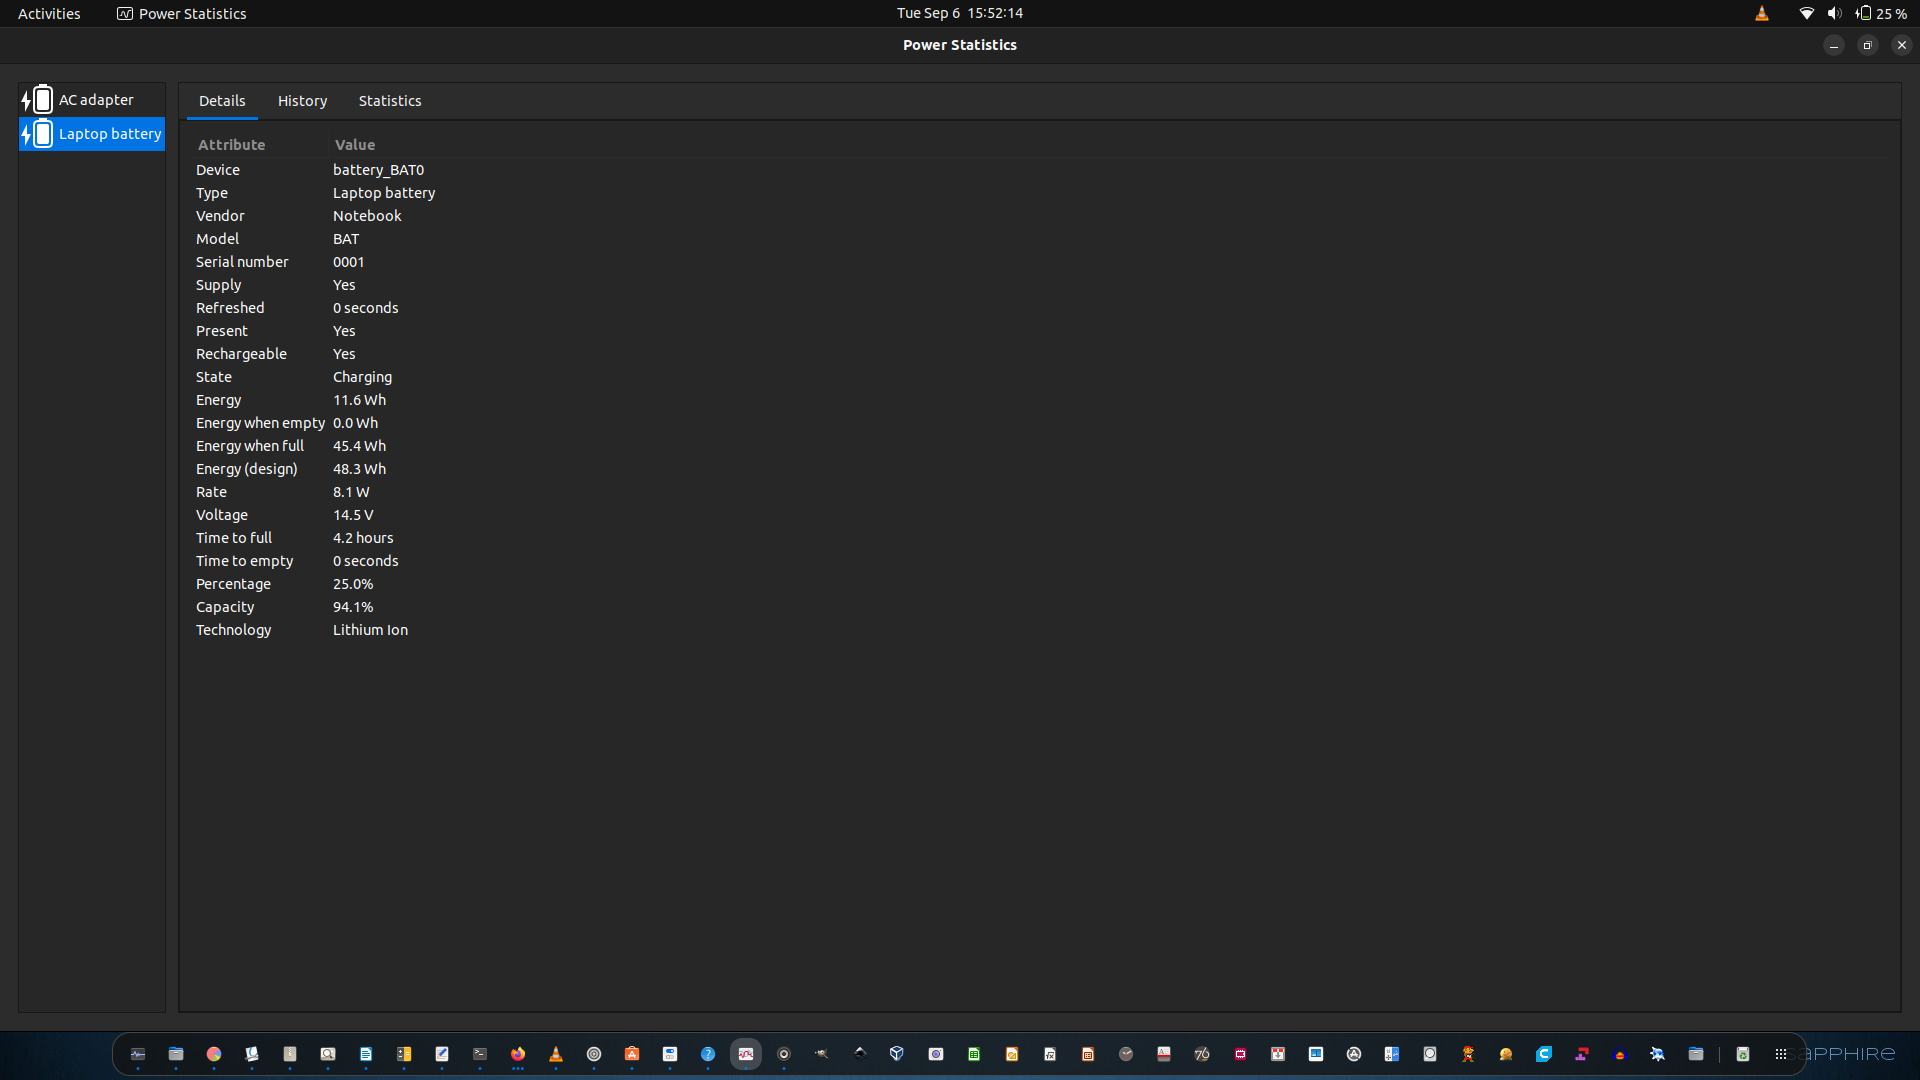 Activities Power Statistics Tue Sep 6 15:52:14 25 %
Power Statistics
AC adapter
Laptop battery
Details History Statistics
Attribute Value
Device battery_BAT0
Type Laptop battery
Vendor Notebook
Model BAT
Serial number 0001
Supply Yes
Refreshed 0 seconds
Present Yes
Rechargeable Yes
State Charging
Energy 11.6 Wh
Energy when empty 0.0 Wh
Energy when full 45.4 Wh
Energy (design) 48.3 Wh
Rate 8.1 W
Voltage 14.5 V
Time to full 4.2 hours
Time to empty 0 seconds
Percentage 25.0%
Capacity 94.1%
Technology Lithium Ion
76
SAPPHIRE